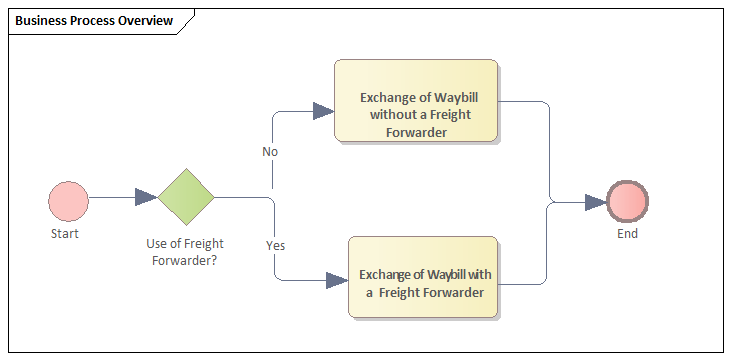 Business Process Overview
Exchange of Waybill
without a Freight
Forwarder
No
Start
Use of Freight
Forwarder?
Yes
Exchange of Waybill with
a Freight Forwarder
End